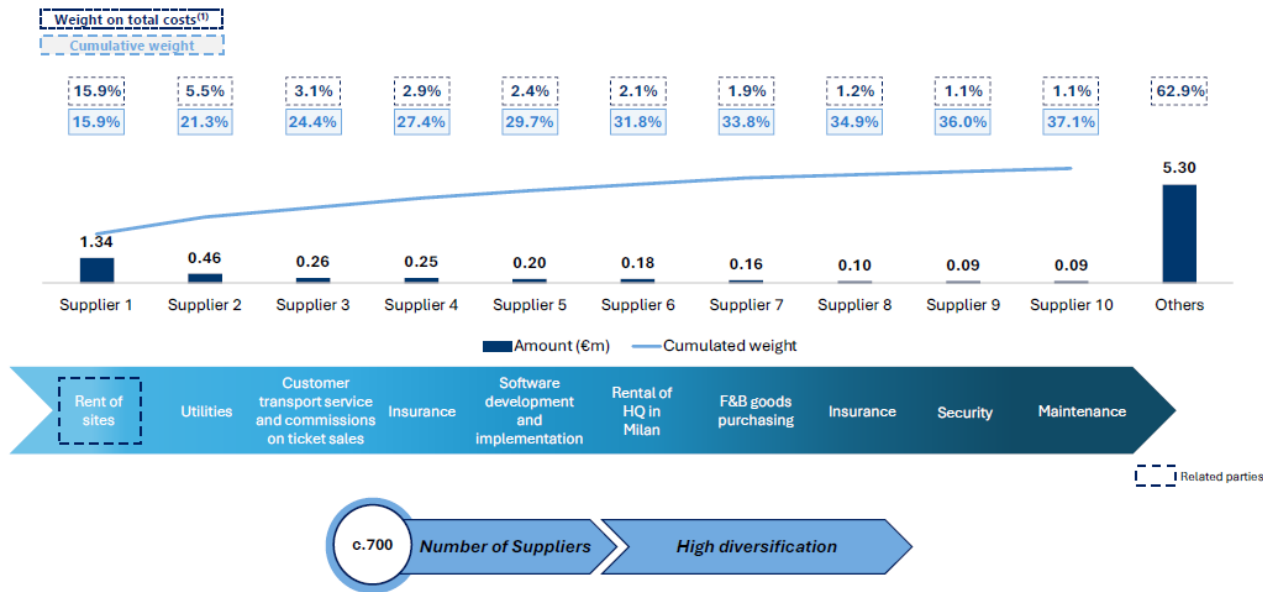 Weight on total costs(1)
Cumulative weight
15.9% 5.5% 3.1% 2.9% 2.4% 2.1% 1.9% 1.2% 1.1% 1.1% 62.9%
15.9% 21.3% 24.4% 27.4% 29.7% 31.8% 33.8% 34.9% 36.0% 37.1%
1.34 0.46 0.26 0.25 0.20 0.18 0.16 0.10 0.09 0.09 5.30
Supplier 1 Supplier 2 Supplier 3 Supplier 4 Supplier 5 Supplier 6 Supplier 7 Supplier 8 Supplier 9 Supplier 10 Others
Amount (€m) Cumulated weight
Rent of
sites
Utilities
Customer
transport service
and commissions
on ticket sales
Insurance
Software
development
and
implementation
Rental of
HQ in
Milan
F&B goods
purchasing
Insurance
Security
Maintenance
Related parties
c.700
Number of Suppliers
High diversification